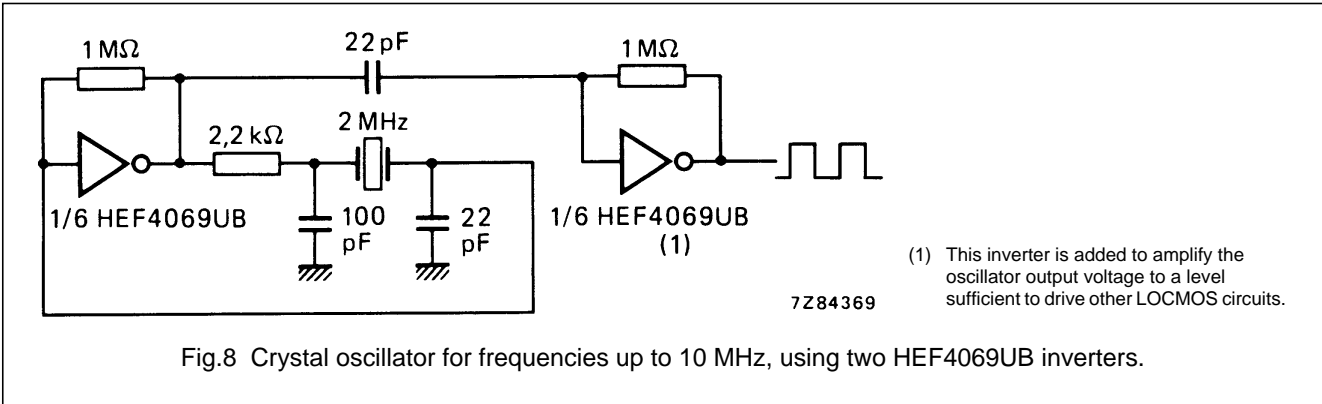 1 MΩ
22 pF
1 MΩ
2,2 kΩ
2 MHz
1/6 HEF4069UB
100
pF
22
pF
1/6 HEF4069UB
(1)
(1) This inverter is added to amplify the
oscillator output voltage to a level
sufficient to drive other LOCMOS circuits.
7Z84369
Fig.8 Crystal oscillator for frequencies up to 10 MHz, using two HEF4069UB inverters.